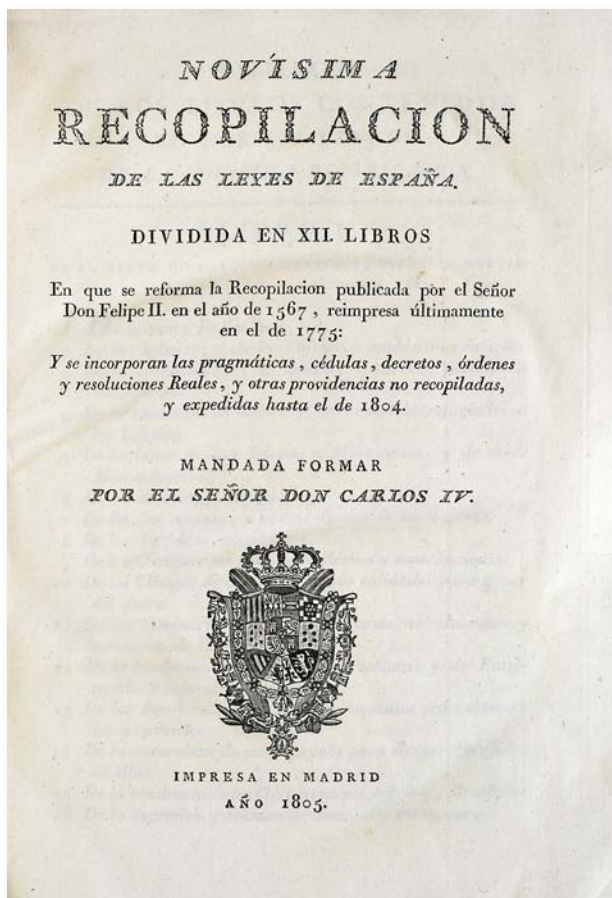 NOVÍSIMA
RECOPILACION
DE LAS LEYES DE ESPAÑA.
DIVIDIDA EN XII. LIBROS
En que se reforma la Recopilacion publicada por el Señor
Don Felipe II. en el año de 1567, reimpresa últimamente
en el de 1775:
Y se incorporan las pragmáticas, cédulas, decretos, órdenes
y resoluciones Reales, y otras providencias no recopiladas,
y expedidas hasta el de 1804.
MANDADA FORMAR
POR EL SEÑOR DON CARLOS IV.
IMPRESA EN MADRID
AÑO 1805.